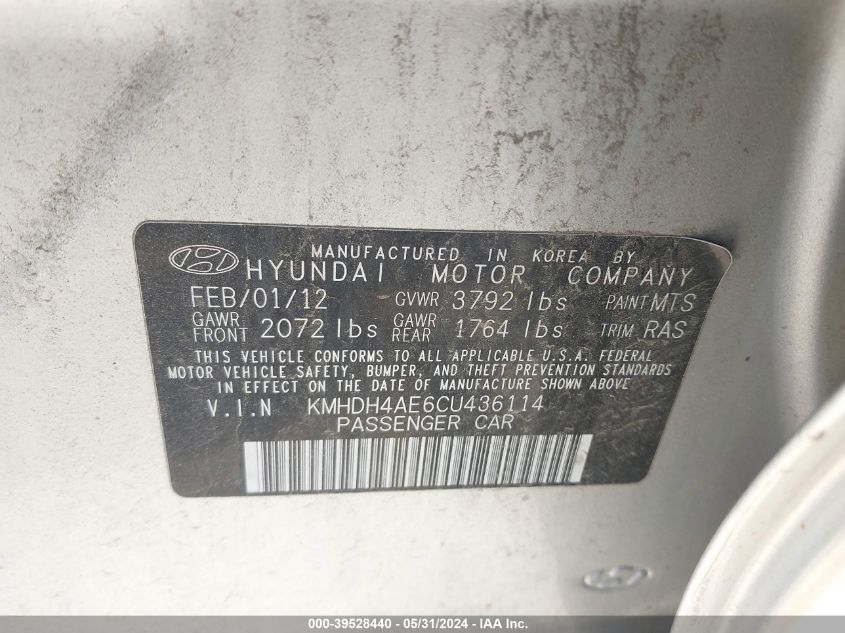 MANUFACTURED IN KOREA BY
HYUNDAI MOTOR COMPANY
FEB/01/12 GVWR 3792 lbs PAINT MTS
GAWR FRONT 2072 lbs GAWR REAR 1764 lbs TRIM RAS
THIS VEHICLE CONFORMS TO ALL APPLICABLE U.S.A. FEDERAL
MOTOR VEHICLE SAFETY, BUMPER, AND THEFT PREVENTION STANDARDS
IN EFFECT ON THE DATE OF MANUFACTURE SHOWN ABOVE
V.I.N KMHDH4AE6CU436114
PASSENGER CAR
000-39528440 - 05/31/2024 - IAA Inc.